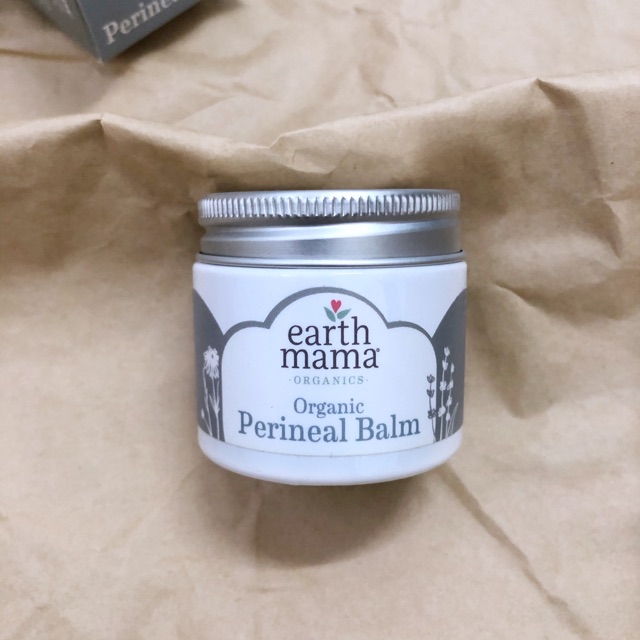 Perineal
earth
mama®
·ORGANICS·
Organic
Perineal Balm